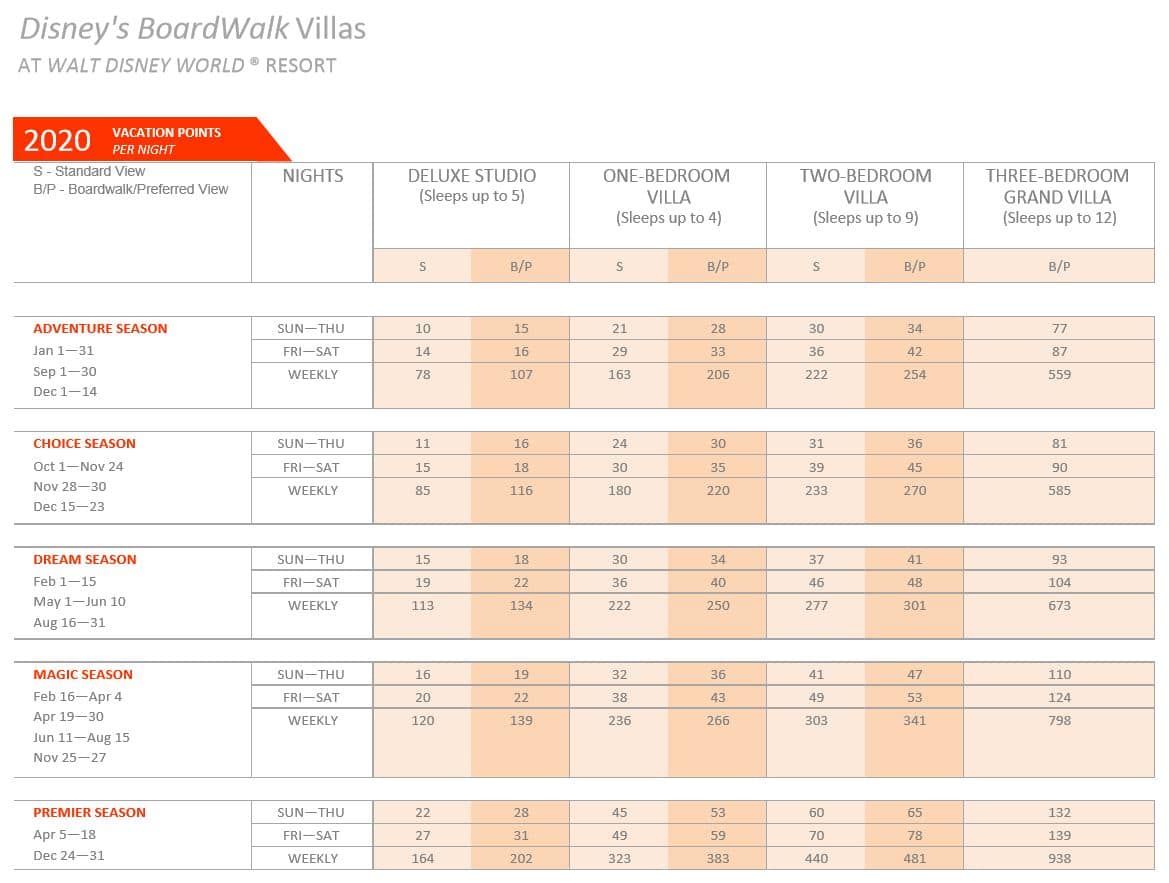 Disney's BoardWalk Villas
AT WALT DISNEY WORLD ® RESORT
2020 VACATION POINTS
PER NIGHT
S - Standard View
B/P - Boardwalk/Preferred View
NIGHTS
DELUXE STUDIO
(Sleeps up to 5)
ONE-BEDROOM
VILLA
(Sleeps up to 4)
TWO-BEDROOM
VILLA
(Sleeps up to 9)
THREE-BEDROOM
GRAND VILLA
(Sleeps up to 12)
S B/P S B/P S B/P B/P
ADVENTURE SEASON SUN—THU 10 15 21 28 30 34 77
Jan 1—31 FRI—SAT 14 16 29 33 36 42 87
Sep 1—30 WEEKLY 78 107 163 206 222 254 559
Dec 1—14
CHOICE SEASON SUN—THU 11 16 24 30 31 36 81
Oct 1—Nov 24 FRI—SAT 15 18 30 35 39 45 90
Nov 28—30 WEEKLY 85 116 180 220 233 270 585
Dec 15—23
DREAM SEASON SUN—THU 15 18 30 34 37 41 93
Feb 1—15 FRI—SAT 19 22 36 40 46 48 104
May 1—Jun 10 WEEKLY 113 134 222 250 277 301 673
Aug 16—31
MAGIC SEASON SUN—THU 16 19 32 36 41 47 110
Feb 16—Apr 4 FRI—SAT 20 22 38 43 49 53 124
Apr 19—30 WEEKLY 120 139 236 266 303 341 798
Jun 11—Aug 15
Nov 25—27
PREMIER SEASON SUN—THU 22 28 45 53 60 65 132
Apr 5—18 FRI—SAT 27 31 49 59 70 78 139
Dec 24—31 WEEKLY 164 202 323 383 440 481 938